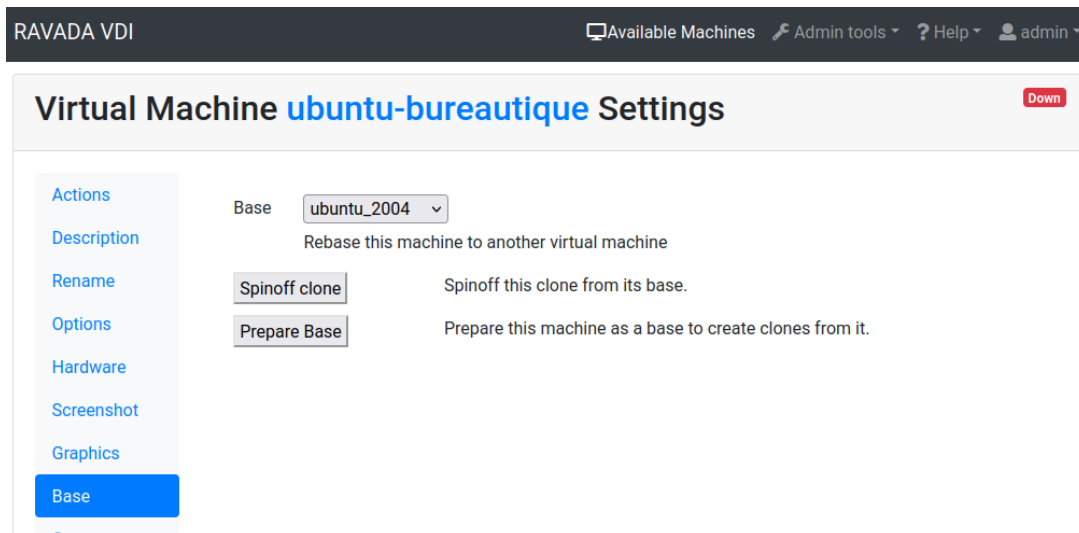 RAVADA VDI Available Machines Admin tools ? Help admin
Virtual Machine ubuntu-bureautique Settings Down
Actions
Base ubuntu_2004
Description
Rebase this machine to another virtual machine
Rename
Spinoff clone Spinoff this clone from its base.
Options
Prepare Base Prepare this machine as a base to create clones from it.
Hardware
Screenshot
Graphics
Base